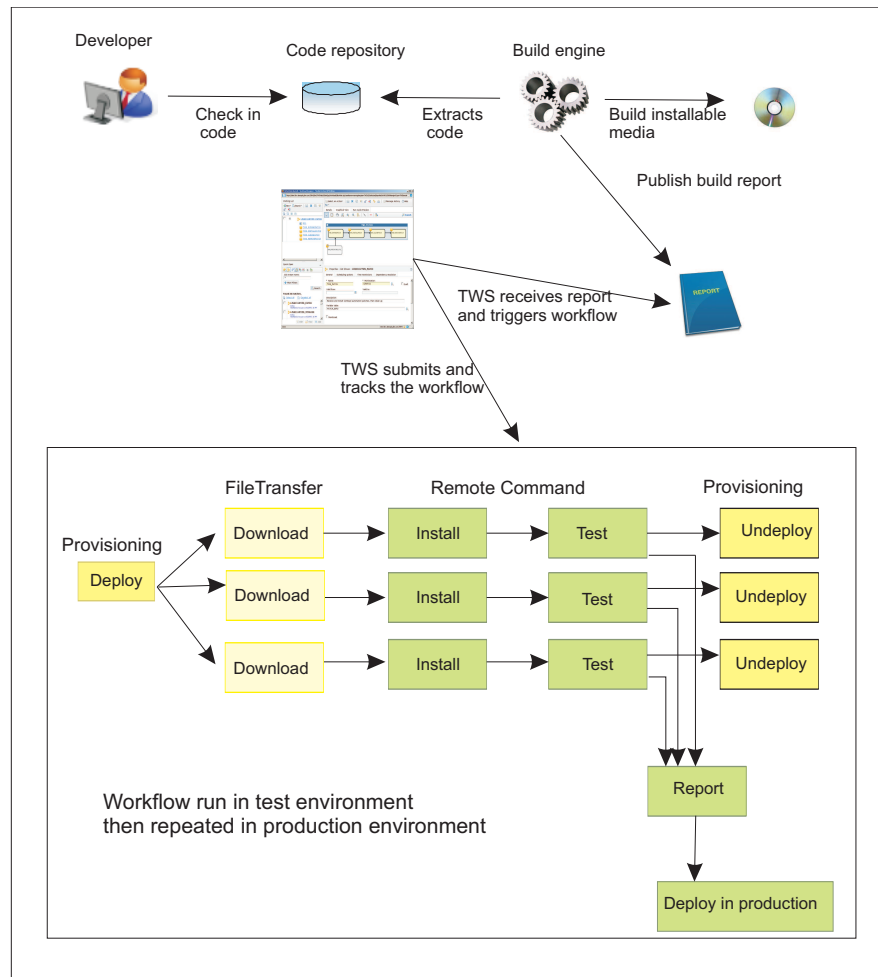 Developer
Code repository
Build engine
Check in
code
Extracts
code
Build installable
media
Publish build report
TWS receives report
and triggers workflow
REPORT
TWS submits and
tracks the workflow
FileTransfer
Remote Command
Provisioning
Provisioning
Deploy
Download
Install
Test
Undeploy
Download
Install
Test
Undeploy
Download
Install
Test
Undeploy
Report
Workflow run in test environment
then repeated in production environment
Deploy in production